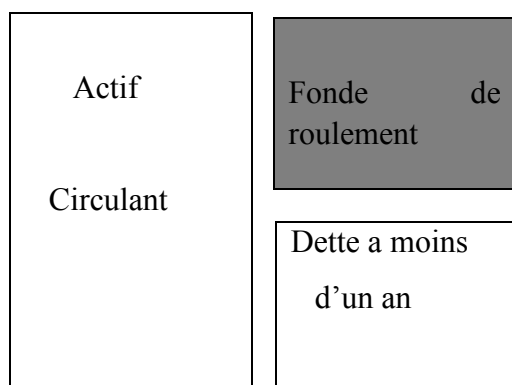 Actif
Circulant
Fonde de
roulement
Dette a moins
d’un an